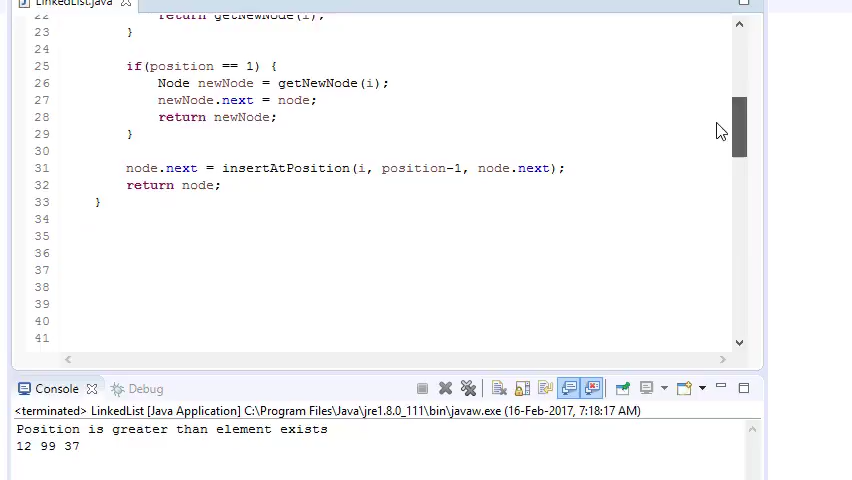 LinkedList.java
22 return getNewNode(i);
23 }
24
25 if(position == 1) {
26 Node newNode = getNewNode(i);
27 newNode.next = node;
28 return newNode;
29 }
30
31 node.next = insertAtPosition(i, position-1, node.next);
32 return node;
33 }
34
35
36
37
38
39
40
41
Console Debug
<terminated> LinkedList [Java Application] C:\Program Files\Java\jre1.8.0_111\bin\javaw.exe (16-Feb-2017, 7:18:17 AM)
Position is greater than element exists
12 99 37